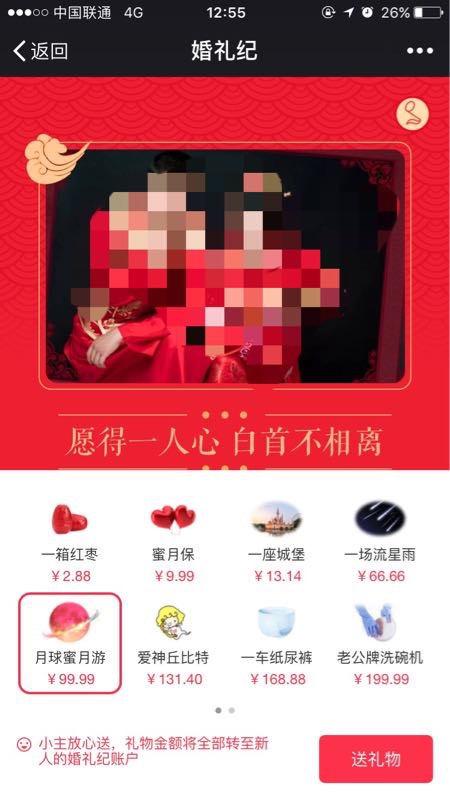 中国联通 4G 12:55 26%
返回 婚礼纪
愿得一人心 白首不相离
一箱红枣 蜜月保 一座城堡 一场流星雨
￥2.88 ￥9.99 ￥13.14 ￥66.66
月球蜜月游 爱神丘比特 一车纸尿裤 老公牌洗碗机
￥99.99 ￥131.40 ￥168.88 ￥199.99
小主放心送，礼物金额将全部转至新
人的婚礼纪账户
送礼物